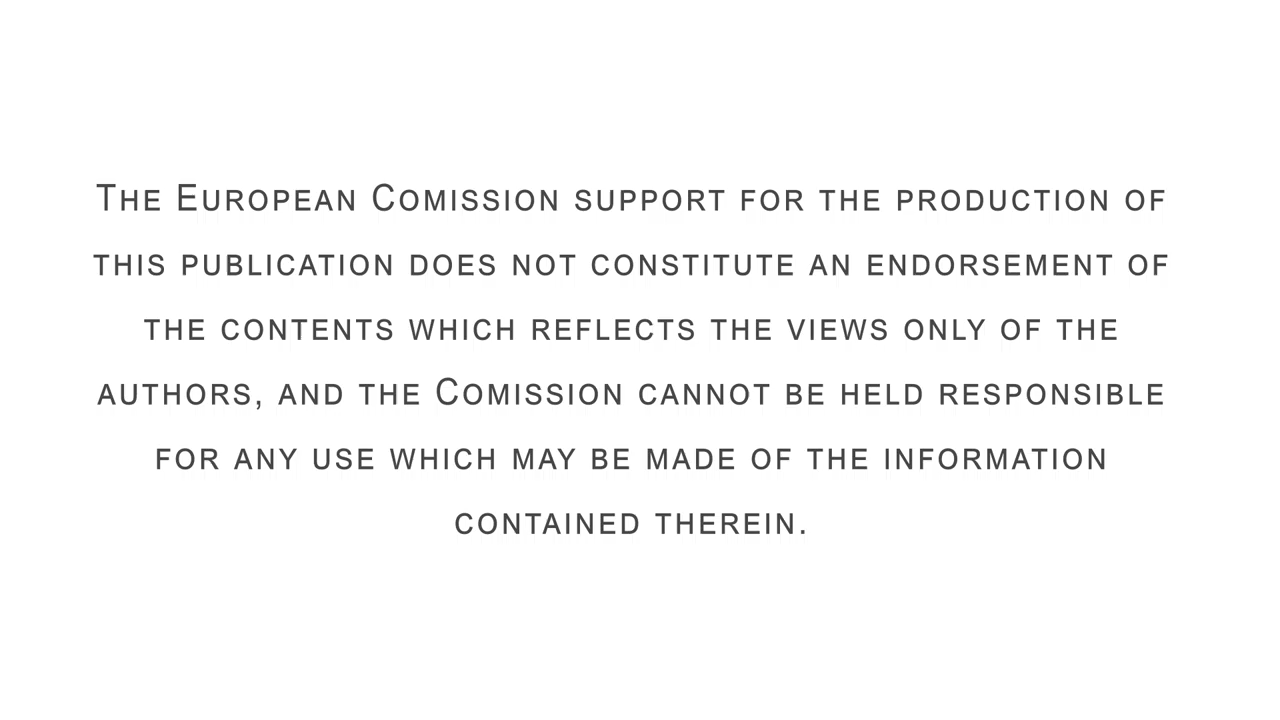 The European Comission support for the production of
this publication does not constitute an endorsement of
the contents which reflects the views only of the
authors, and the Comission cannot be held responsible
for any use which may be made of the information
contained therein.